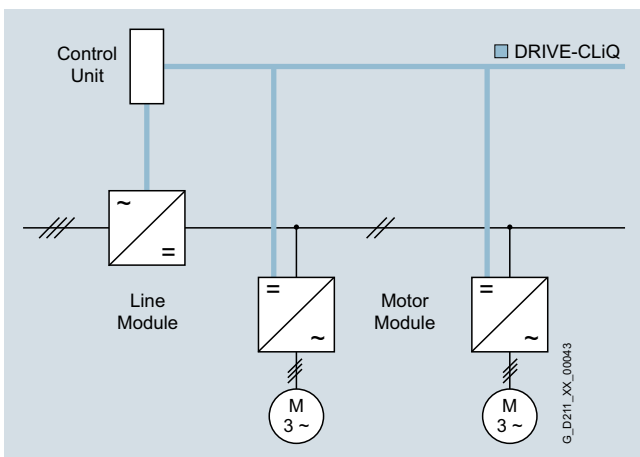 Control
Unit
DRIVE-CLiQ
~
=
Line
Module
=
~
Motor
Module
=
~
M
3 ~
M
3 ~
G_D211_XX_00043